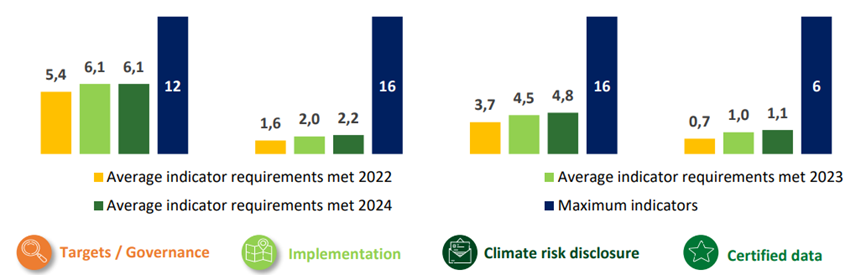 5,4 6,1 6,1 12
1,6 2,0 2,2 16
3,7 4,5 4,8 16
0,7 1,0 1,1 6
Average indicator requirements met 2022
Average indicator requirements met 2023
Average indicator requirements met 2024
Maximum indicators
Targets / Governance
Implementation
Climate risk disclosure
Certified data